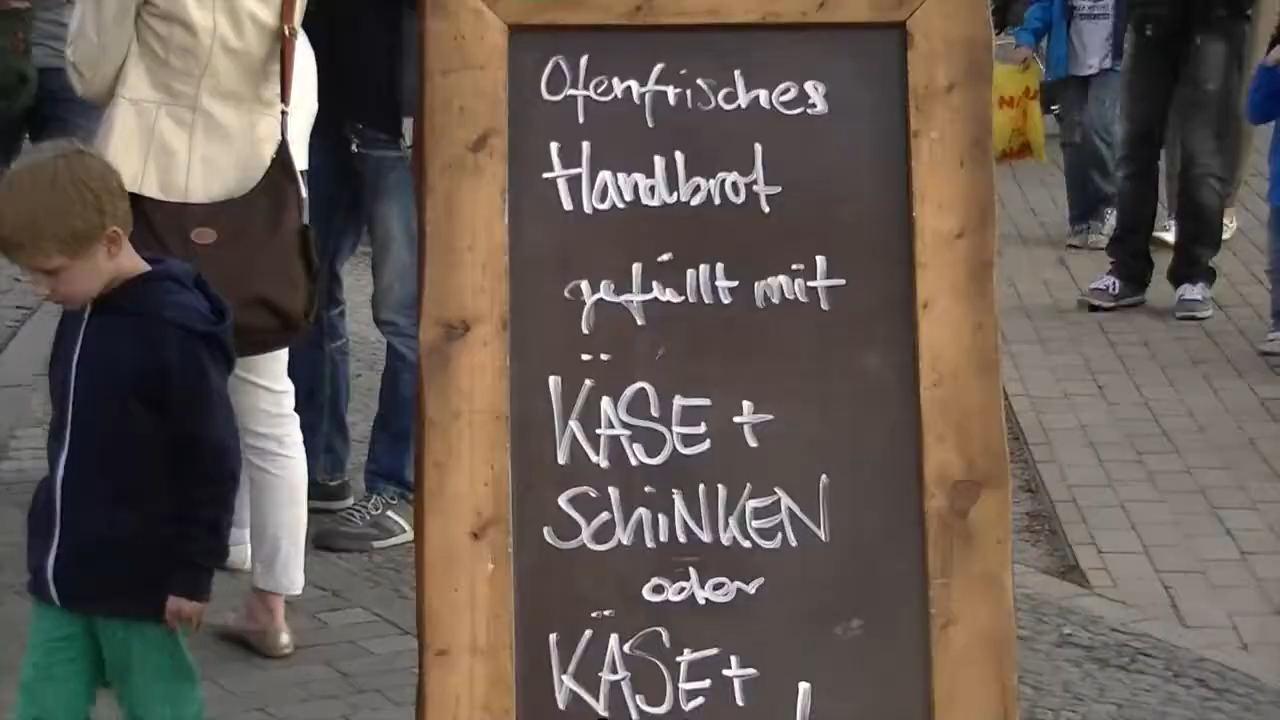 Ofenfrisches
Handbrot
gefüllt mit
KÄSE +
SCHiNKEN
oder
KÄSE+